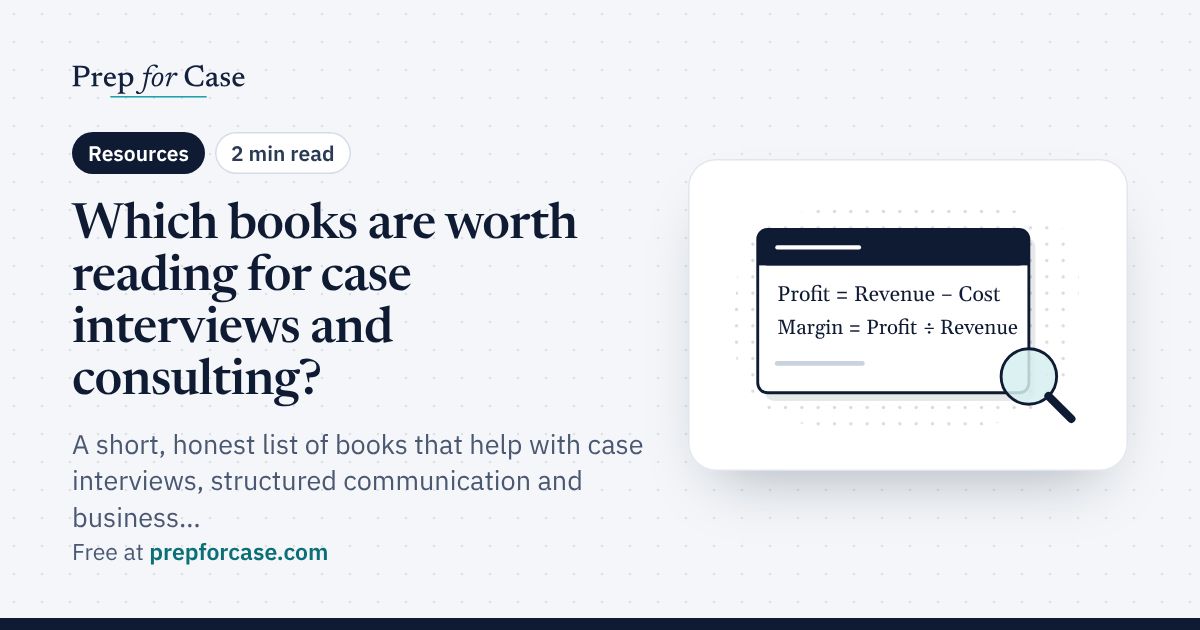 Prep for Case
Resources
2 min read
Which books are worth
reading for case
interviews and
consulting?
A short, honest list of books that help with case
interviews, structured communication and
business...
Free at prepforcase.com
Profit = Revenue − Cost
Margin = Profit ÷ Revenue